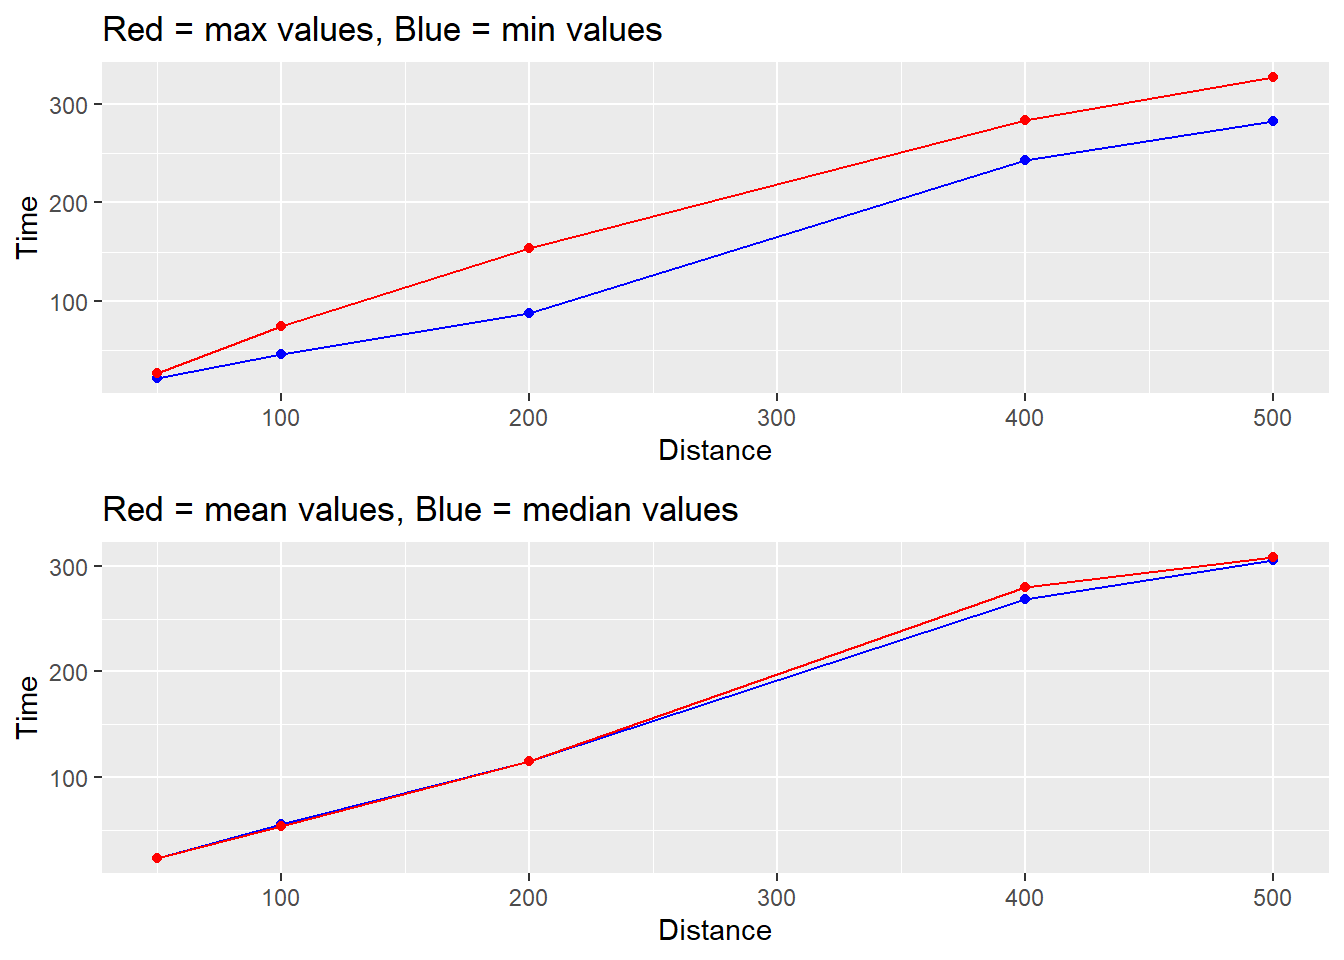 Red = max values, Blue = min values
300
200
100
Time
100 200 300 400 500
Distance
Red = mean values, Blue = median values
300
200
100
Time
100 200 300 400 500
Distance